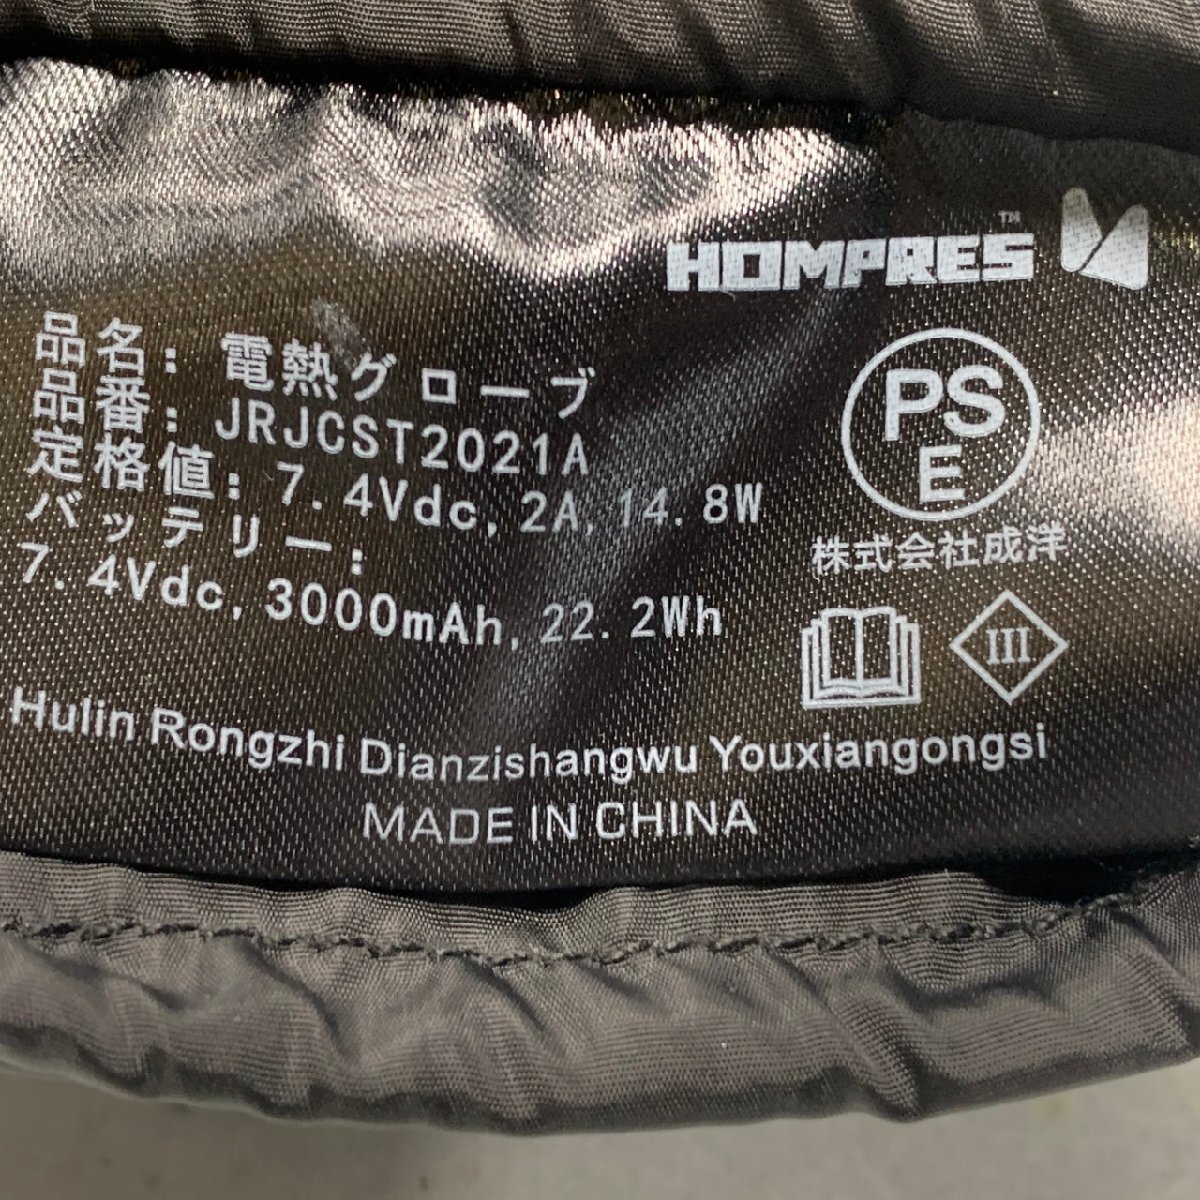 HOMPRES™
品名: 電熱グローブ
品番: JRJCST2021A
定格値: 7.4Vdc, 2A, 14.8W
バッテリー:
7.4Vdc, 3000mAh, 22.2Wh
PS
E
株式会社成洋
III
Hulin Rongzhi Dianzishangwu Youxiangongsi
MADE IN CHINA